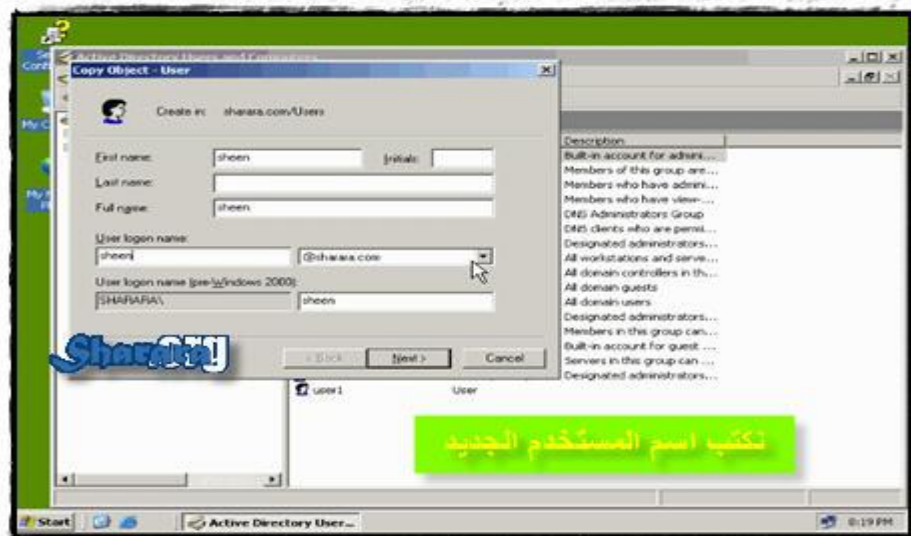 Active Directory Users and Computers
Copy Object - User
Create in: sharara.com/Users
First name:
sheen
Initials:
Last name:
Full name:
sheen
User logon name:
sheen
@sharara.com
User logon name (pre-Windows 2000):
SHARARA\
sheen
< Back
Next >
Cancel
Description
Built-in account for admini...
Members of this group are...
Members who have admini...
Members who have view-...
DNS Administrators Group
DNS clients who are permi...
Designated administrators...
All workstations and serve...
All domain controllers in th...
All domain guests
All domain users
Designated administrators...
Members in this group can...
Built-in account for guest ...
Servers in this group can ...
Designated administrators...
user1
User
Sharara
نكتب اسم المستخدم الجديد
Start
Active Directory User...
8:19 PM